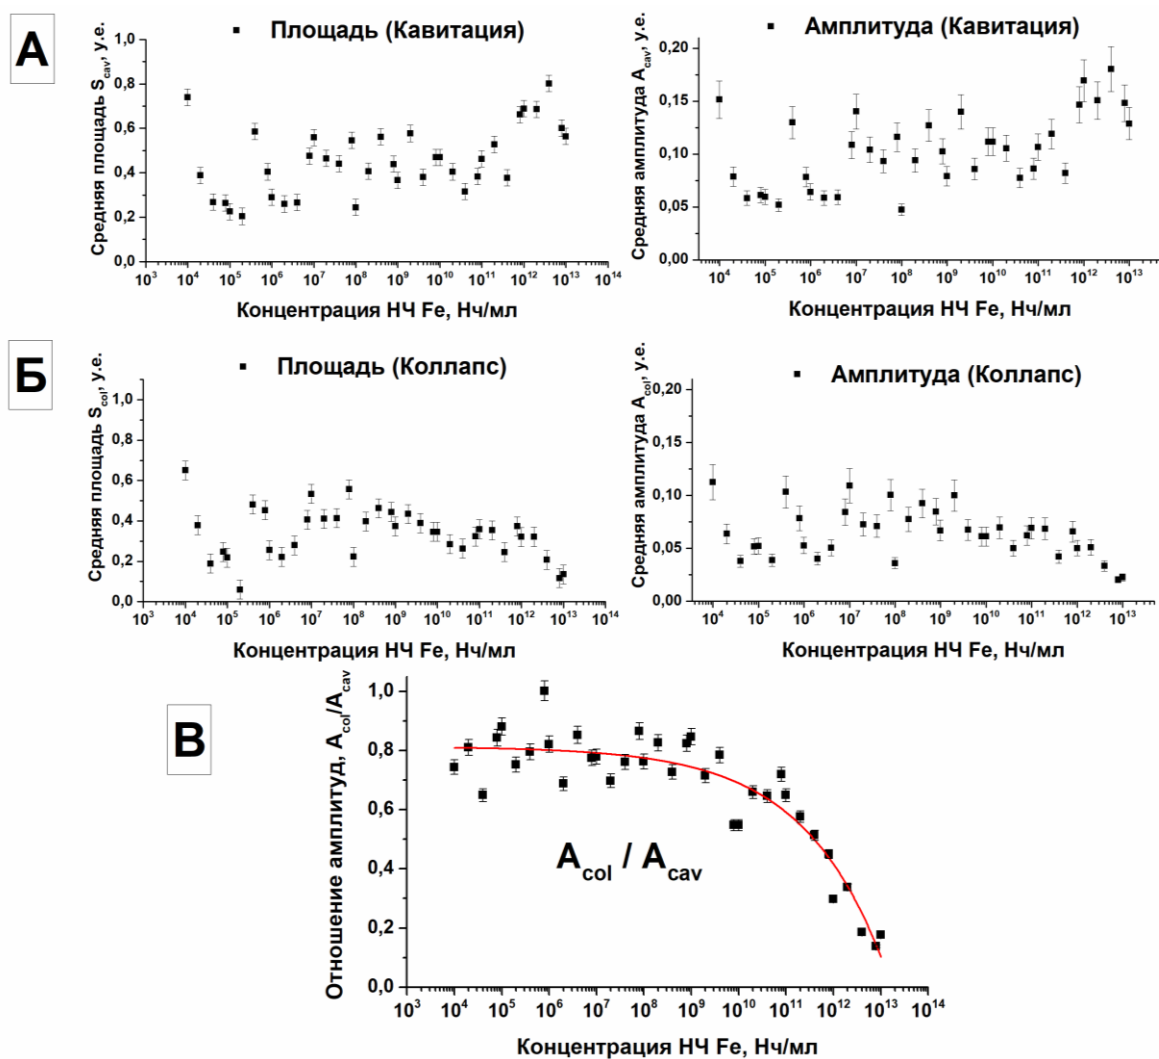 А
Площадь (Кавитация)
Средняя площадь S_cav, у.е.
1,0
0,8
0,6
0,4
0,2
0,0
10^3 10^4 10^5 10^6 10^7 10^8 10^9 10^10 10^11 10^12 10^13 10^14
Концентрация НЧ Fe, Нч/мл
Амплитуда (Кавитация)
Средняя амплитуда A_cav, у.е.
0,20
0,15
0,10
0,05
0,00
10^4 10^5 10^6 10^7 10^8 10^9 10^10 10^11 10^12 10^13
Концентрация НЧ Fe, Нч/мл
Б
Площадь (Коллапс)
Средняя площадь S_col, у.е.
1,0
0,8
0,6
0,4
0,2
0,0
10^3 10^4 10^5 10^6 10^7 10^8 10^9 10^10 10^11 10^12 10^13 10^14
Концентрация НЧ Fe, Нч/мл
Амплитуда (Коллапс)
Средняя амплитуда A_col, у.е.
0,20
0,15
0,10
0,05
0,00
10^4 10^5 10^6 10^7 10^8 10^9 10^10 10^11 10^12 10^13
Концентрация НЧ Fe, Нч/мл
В
Отношение амплитуд, A_col/A_cav
1,0
0,8
0,6
0,4
0,2
0,0
A_col / A_cav
10^3 10^4 10^5 10^6 10^7 10^8 10^9 10^10 10^11 10^12 10^13 10^14
Концентрация НЧ Fe, Нч/мл